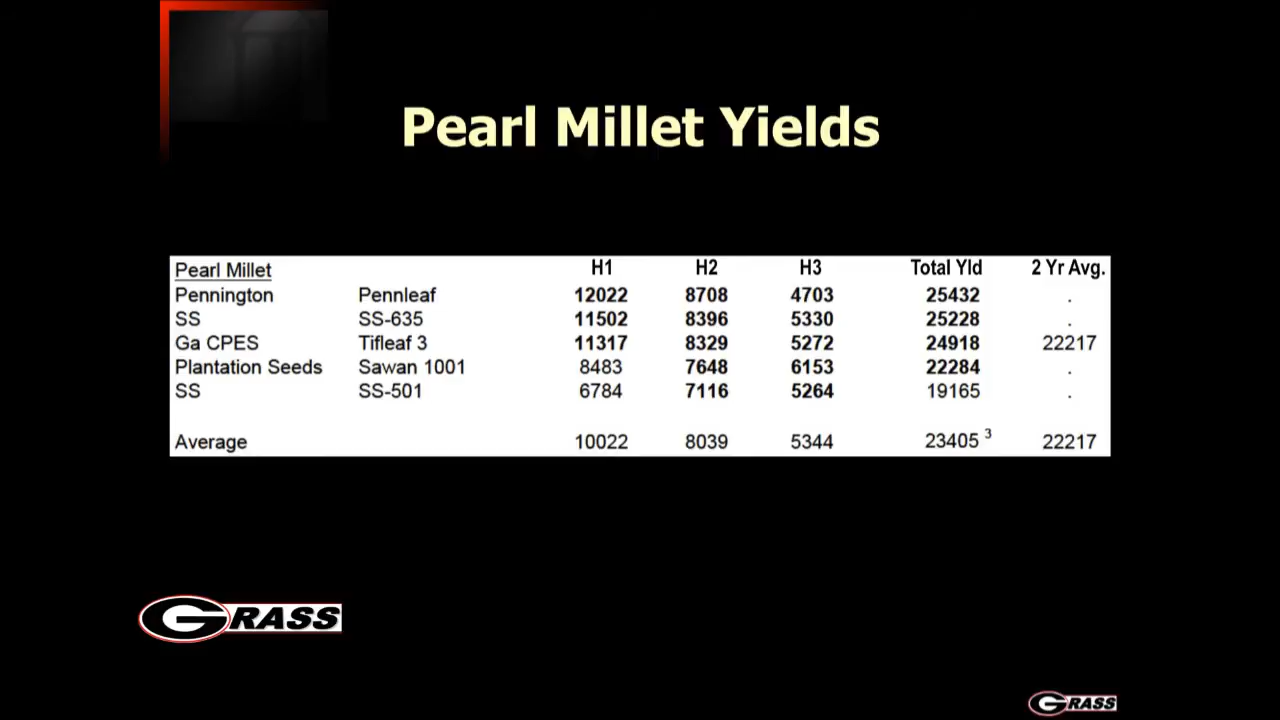 Pearl Millet Yields
Pearl Millet H1 H2 H3 Total Yld 2 Yr Avg.
Pennington Pennleaf 12022 8708 4703 25432 .
SS SS-635 11502 8396 5330 25228 .
Ga CPES Tifleaf 3 11317 8329 5272 24918 22217
Plantation Seeds Sawan 1001 8483 7648 6153 22284 .
SS SS-501 6784 7116 5264 19165 .
Average 10022 8039 5344 23405 3 22217
GRASS
GRASS